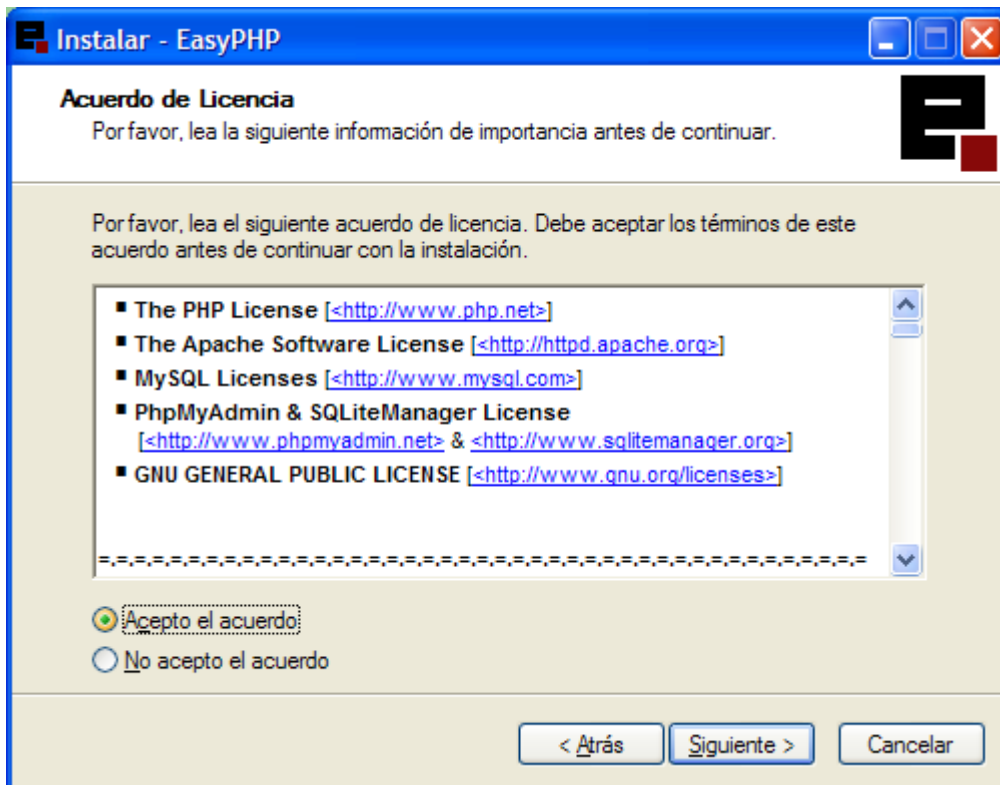 Instalar - EasyPHP
Acuerdo de Licencia
Por favor, lea la siguiente información de importancia antes de continuar.
Por favor, lea el siguiente acuerdo de licencia. Debe aceptar los términos de este
acuerdo antes de continuar con la instalación.
▪ The PHP License [<http://www.php.net>]
▪ The Apache Software License [<http://httpd.apache.org>]
▪ MySQL Licenses [<http://www.mysql.com>]
▪ PhpMyAdmin & SQLiteManager License
[<http://www.phpmyadmin.net> & <http://www.sqlitemanager.org>]
▪ GNU GENERAL PUBLIC LICENSE [<http://www.gnu.org/licenses>]
=.=.=.=.=.=.=.=.=.=.=.=.=.=.=.=.=.=.=.=.=.=.=.=.=.=.=.=.=.=.=.=.=.=.=.=.=.=.=.=.=.=.=
Acepto el acuerdo
No acepto el acuerdo
< Atrás
Siguiente >
Cancelar